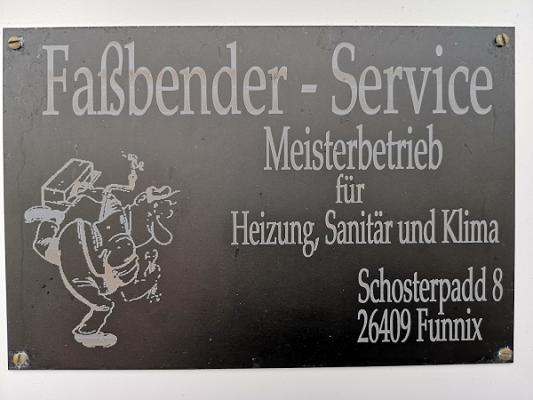 Faßbender - Service
Meisterbetrieb
für
Heizung, Sanitär und Klima
Schosterpadd 8
26409 Funnix